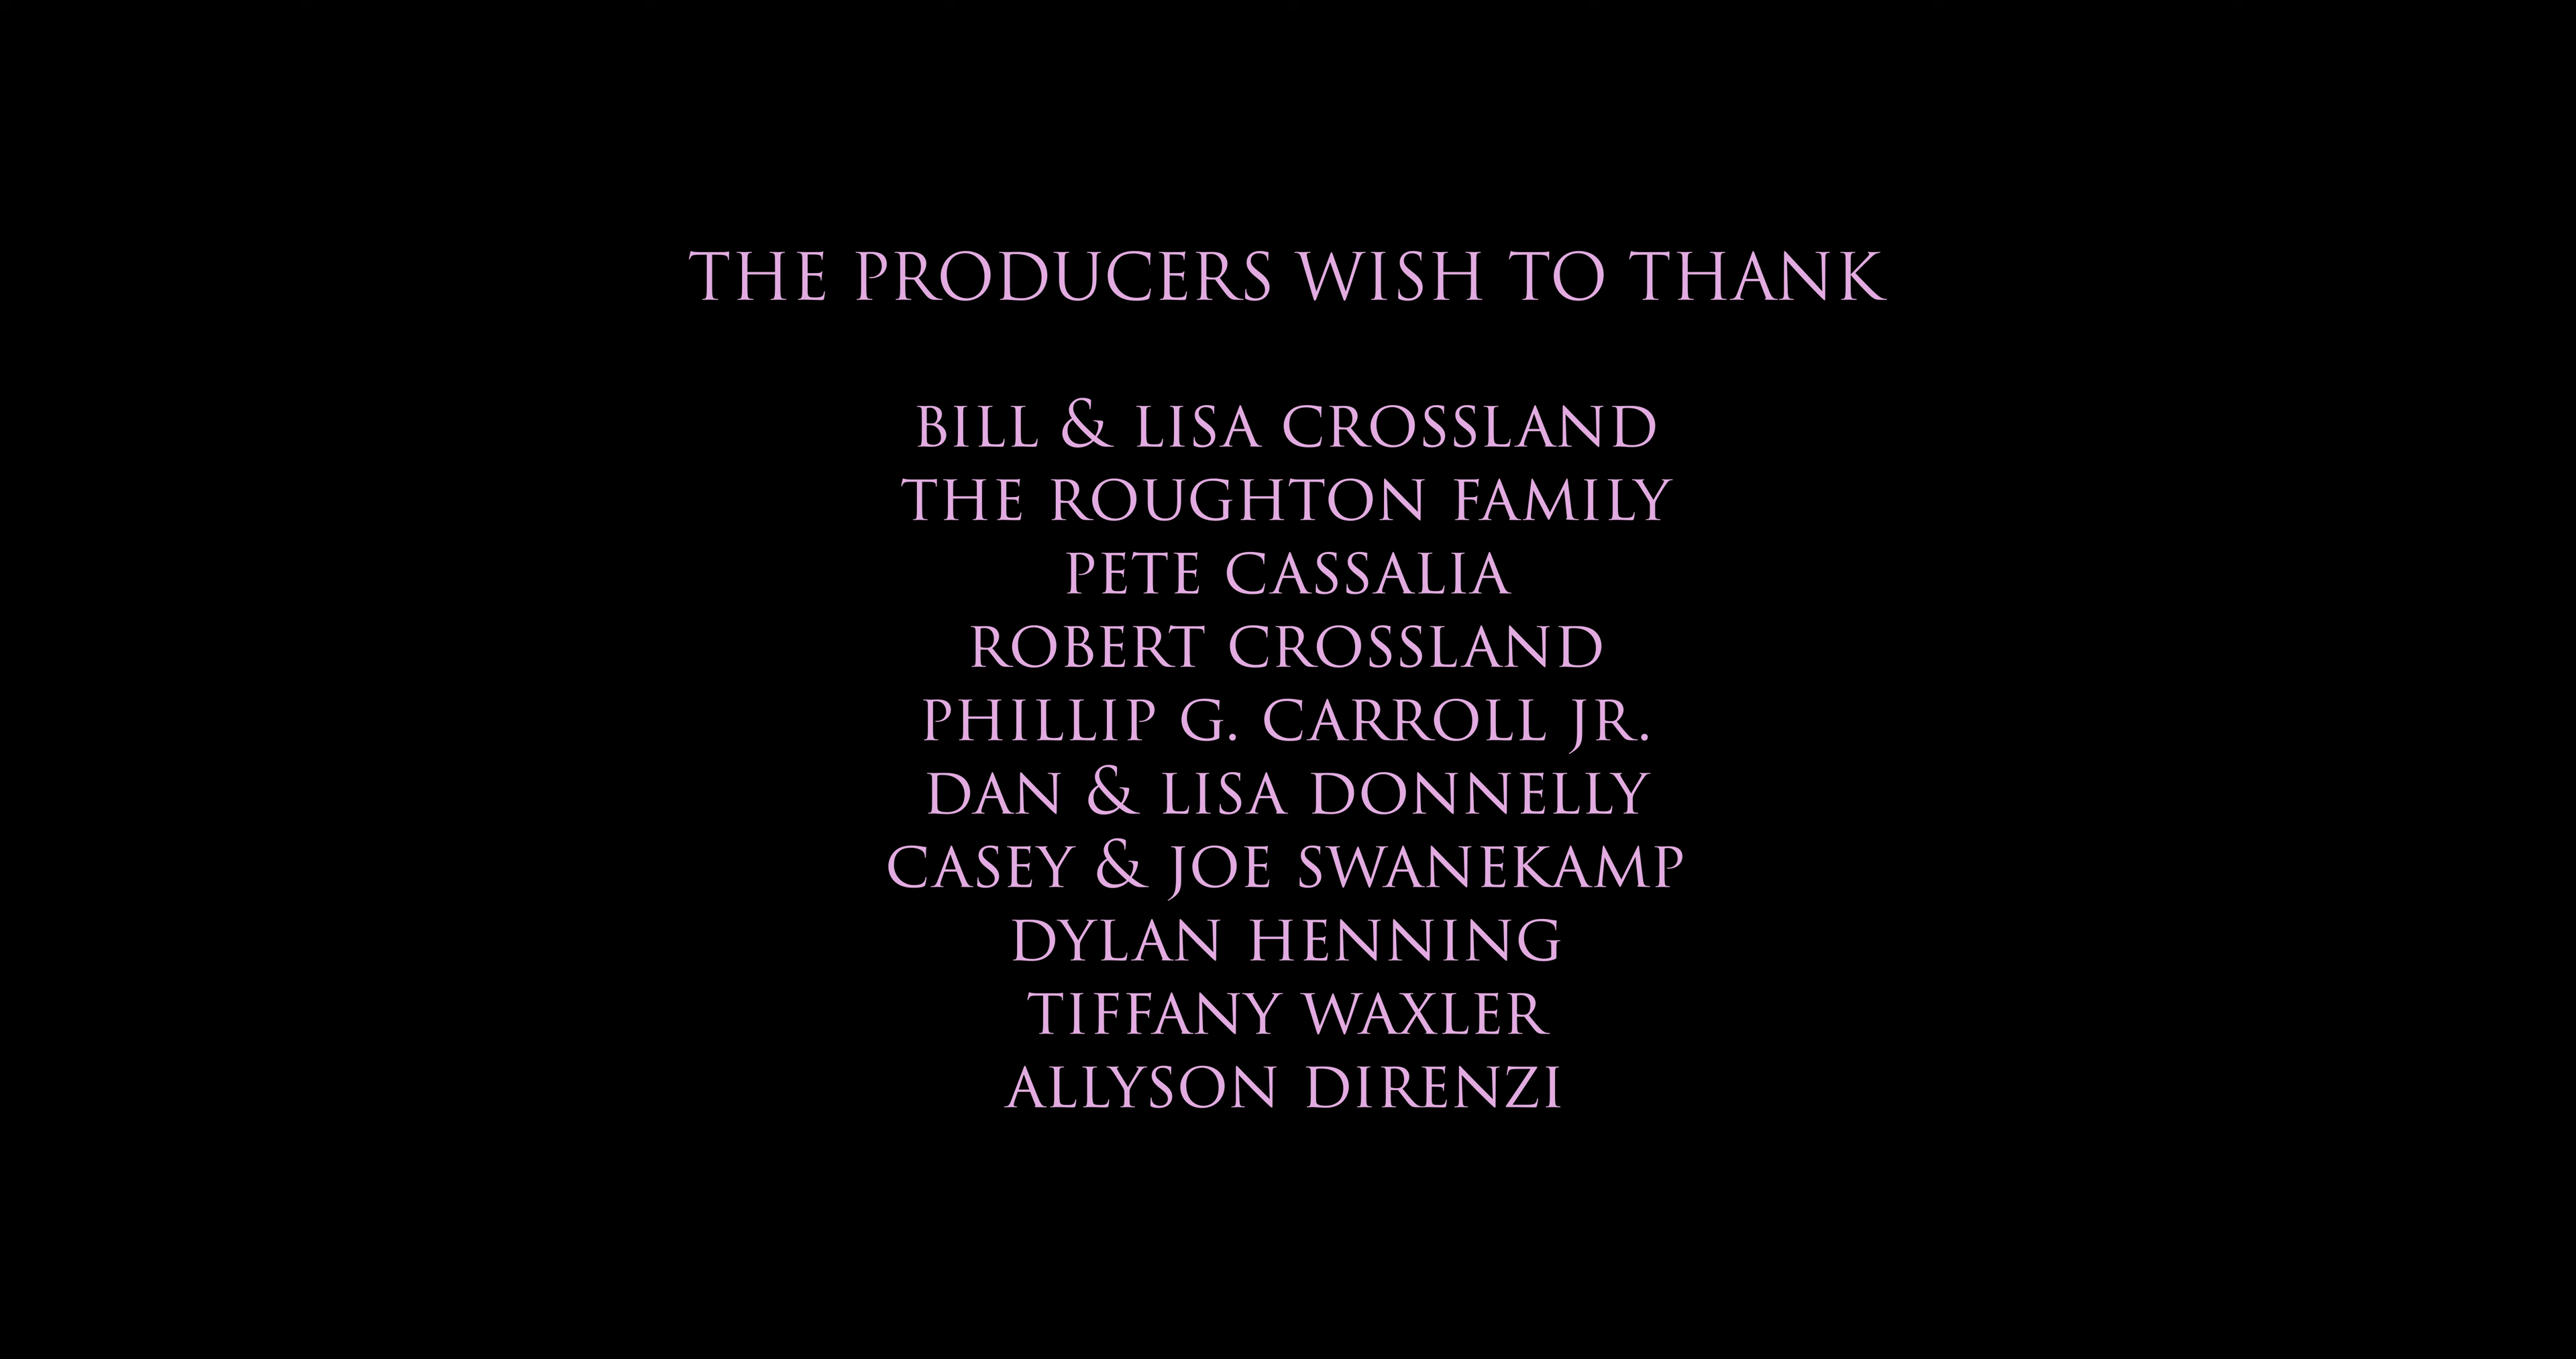 THE PRODUCERS WISH TO THANK
BILL & LISA CROSSLAND
THE ROUGHTON FAMILY
PETE CASSALIA
ROBERT CROSSLAND
PHILLIP G. CARROLL JR.
DAN & LISA DONNELLY
CASEY & JOE SWANEKAMP
DYLAN HENNING
TIFFANY WAXLER
ALLYSON DIRENZI